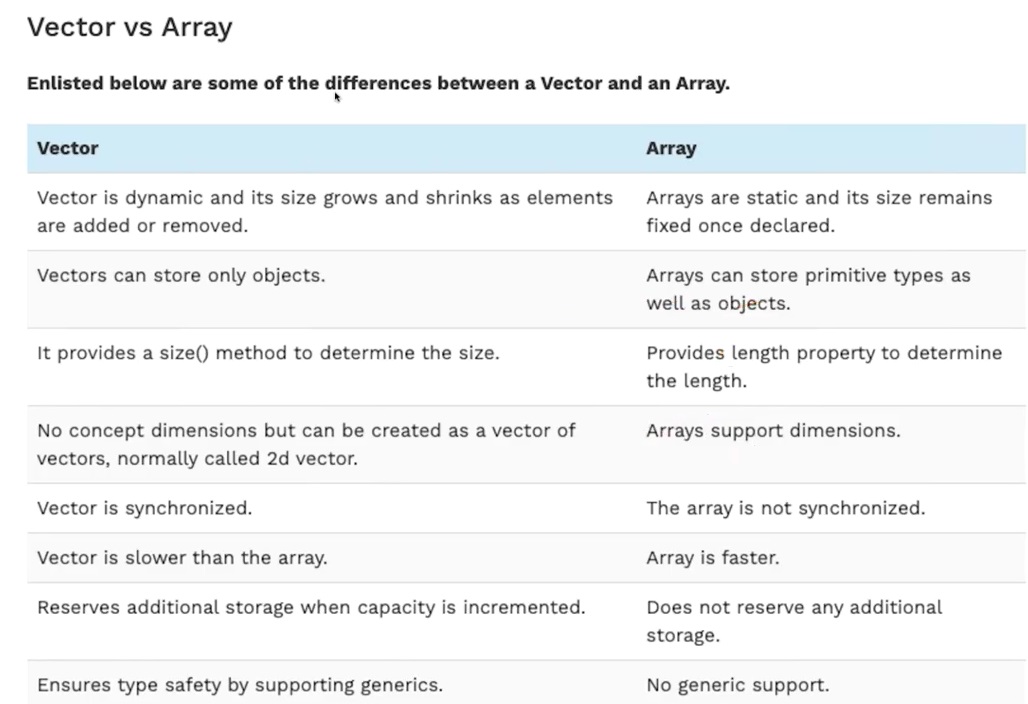 Vector vs Array
Enlisted below are some of the differences between a Vector and an Array.
Vector
Array
Vector is dynamic and its size grows and shrinks as elements
are added or removed.
Arrays are static and its size remains
fixed once declared.
Vectors can store only objects.
Arrays can store primitive types as
well as objects.
It provides a size() method to determine the size.
Provides length property to determine
the length.
No concept dimensions but can be created as a vector of
vectors, normally called 2d vector.
Arrays support dimensions.
Vector is synchronized.
The array is not synchronized.
Vector is slower than the array.
Array is faster.
Reserves additional storage when capacity is incremented.
Does not reserve any additional
storage.
Ensures type safety by supporting generics.
No generic support.